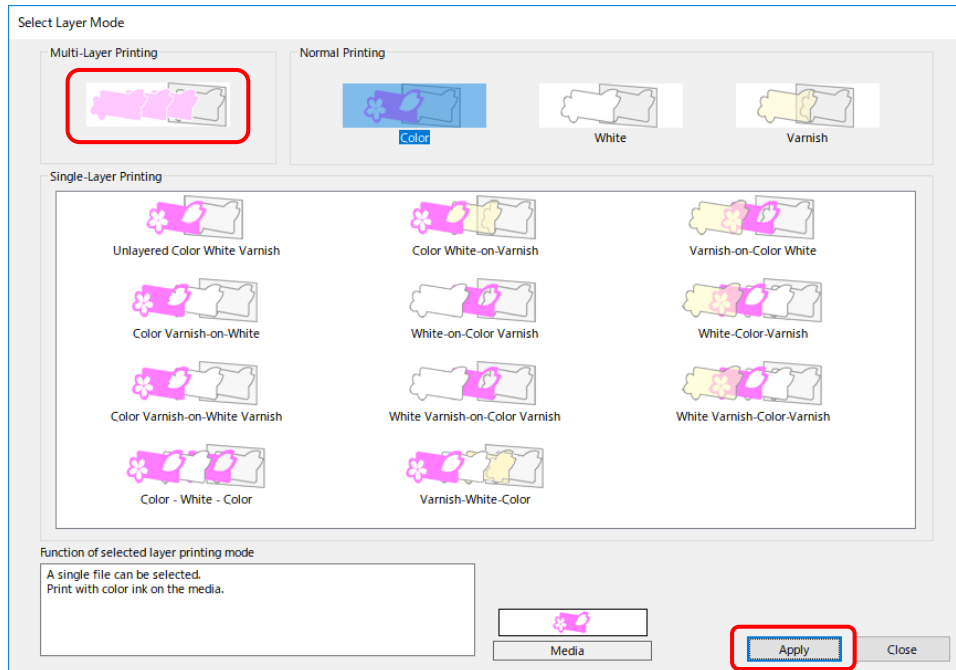 Select Layer Mode
Multi-Layer Printing
Normal Printing
Color
White
Varnish
Single-Layer Printing
Unlayered Color White Varnish
Color White-on-Varnish
Varnish-on-Color White
Color Varnish-on-White
White-on-Color Varnish
White-Color-Varnish
Color Varnish-on-White Varnish
White Varnish-on-Color Varnish
White Varnish-Color-Varnish
Color - White - Color
Varnish-White-Color
Function of selected layer printing mode
A single file can be selected.
Print with color ink on the media.
Media
Apply
Close